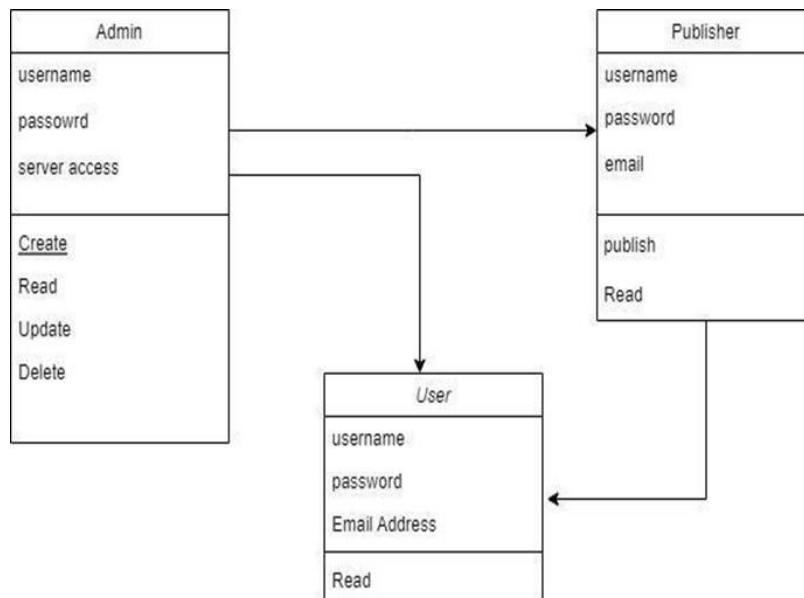 Admin
username
passowrd
server access
Create
Read
Update
Delete
Publisher
username
password
email
publish
Read
User
username
password
Email Address
Read